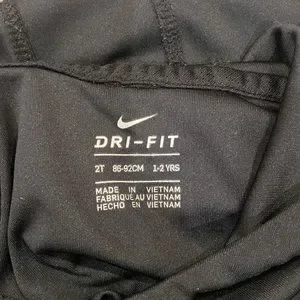 DRI-FIT
2T 86-92CM 1-2 YRS
MADE IN VIETNAM
FABRIQUÉ AU VIETNAM
HECHO EN VIETNAM